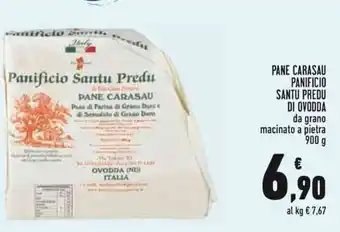 Italy
Panificio Santu Predu
PANE CARASAU
Pane di Farina di Grano Duro e
di Semolato di Grano Duro
OVODDA (NU)
ITALIA
PANE CARASAU
PANIFICIO
SANTU PREDU
DI OVODDA
da grano
macinato a pietra
900 g
€
6,90
al kg € 7,67